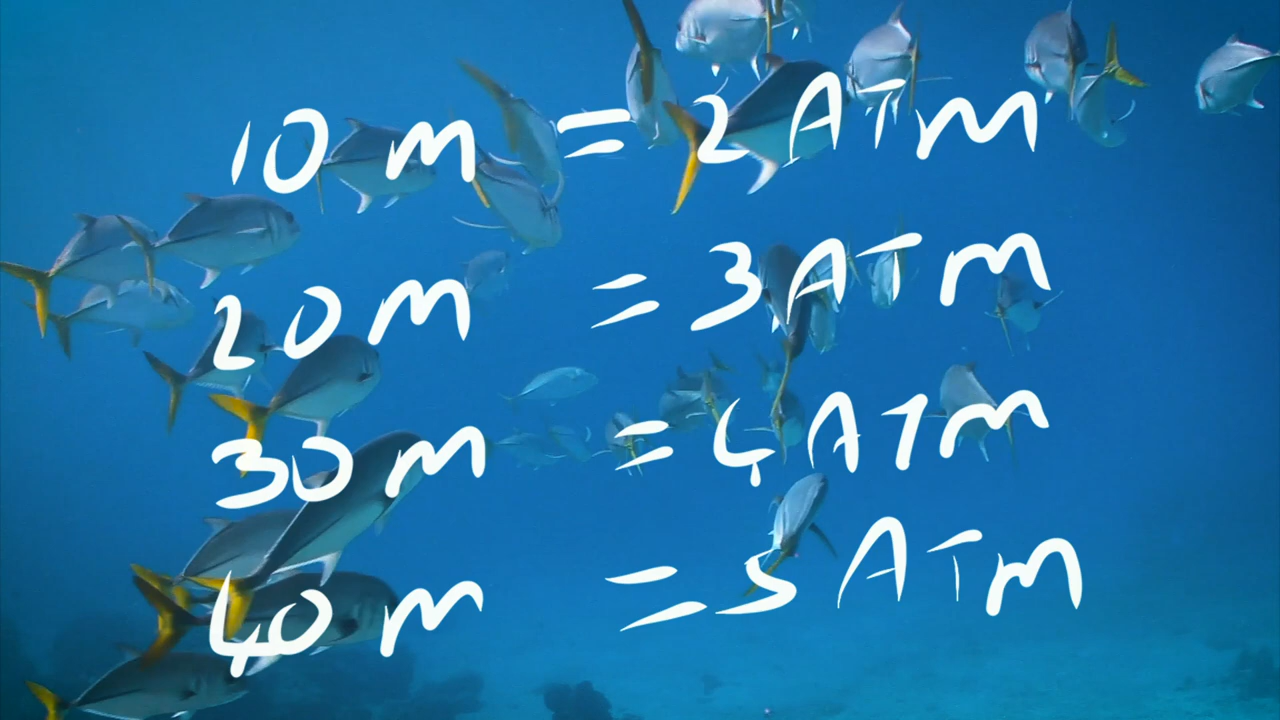 10 m = 2 ATM
20 m = 3 ATM
30 m = 4 ATM
40 m = 5 ATM